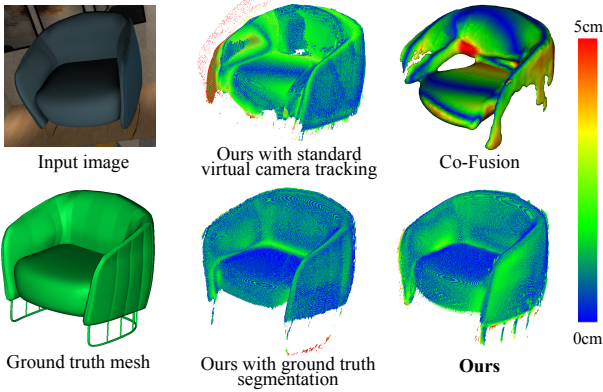 5cm
Input image
Ours with standard
virtual camera tracking
Co-Fusion
0cm
Ground truth mesh
Ours with ground truth
segmentation
Ours